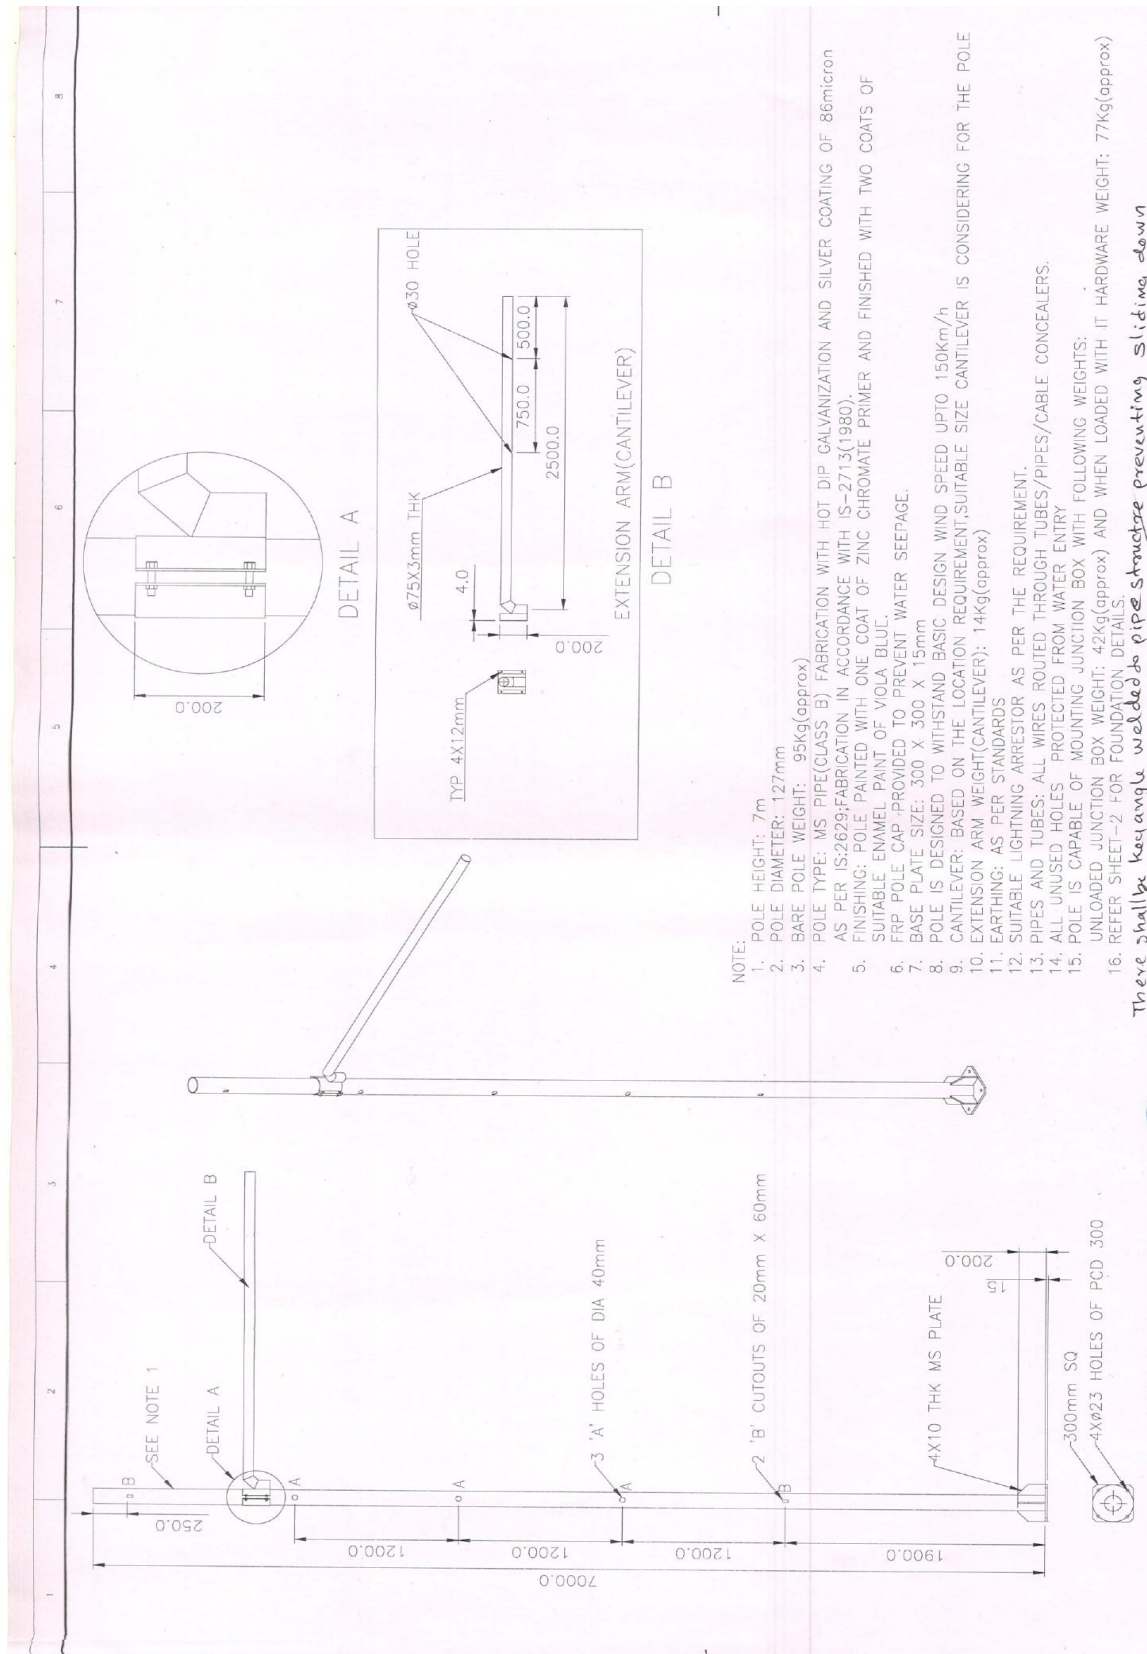 1
2
3
4
5
6
7
8
250.0
B
SEE NOTE 1
DETAIL A
DETAIL B
A
A
A
B
1200.0
1200.0
1200.0
1900.0
7000.0
3 'A' HOLES OF DIA 40mm
2 'B' CUTOUTS OF 20mm X 60mm
4X10 THK MS PLATE
15
200.0
300mm SQ
4XØ23 HOLES OF PCD 300
200.0
DETAIL A
TYP 4X12mm
Ø75X3mm THK
4.0
200.0
Ø30 HOLE
750.0
500.0
2500.0
EXTENSION ARM(CANTILEVER)
DETAIL B
NOTE:
1. POLE HEIGHT: 7m
2. POLE DIAMETER: 127mm
3. BARE POLE WEIGHT: 95Kg(approx)
4. POLE TYPE: MS PIPE(CLASS B) FABRICATION WITH HOT DIP GALVANIZATION AND SILVER COATING OF 86micron
AS PER IS:2629;FABRICATION IN ACCORDANCE WITH IS-2713(1980).
5. FINISHING: POLE PAINTED WITH ONE COAT OF ZINC CHROMATE PRIMER AND FINISHED WITH TWO COATS OF
SUITABLE ENAMEL PAINT OF VIOLA BLUE.
6. FRP POLE CAP PROVIDED TO PREVENT WATER SEEPAGE.
7. BASE PLATE SIZE: 300 X 300 X 15mm
8. POLE IS DESIGNED TO WITHSTAND BASIC DESIGN WIND SPEED UPTO 150Km/h
9. CANTILEVER: BASED ON THE LOCATION REQUIREMENT,SUITABLE SIZE CANTILEVER IS CONSIDERING FOR THE POLE
10. EXTENSION ARM WEIGHT(CANTILEVER): 14Kg(approx)
11. EARTHING: AS PER STANDARDS
12. SUITABLE LIGHTNING ARRESTOR AS PER THE REQUIREMENT.
13. PIPES AND TUBES: ALL WIRES ROUTED THROUGH TUBES/PIPES/CABLE CONCEALERS.
14. ALL UNUSED HOLES PROTECTED FROM WATER ENTRY
15. POLE IS CAPABLE OF MOUNTING JUNCTION BOX WITH FOLLOWING WEIGHTS:
UNLOADED JUNCTION BOX WEIGHT: 42Kg(approx) AND WHEN LOADED WITH IT HARDWARE WEIGHT: 77Kg(approx)
16. REFER SHEET-2 FOR FOUNDATION DETAILS.
There shall be key angle welded to pipe structre preventing sliding down